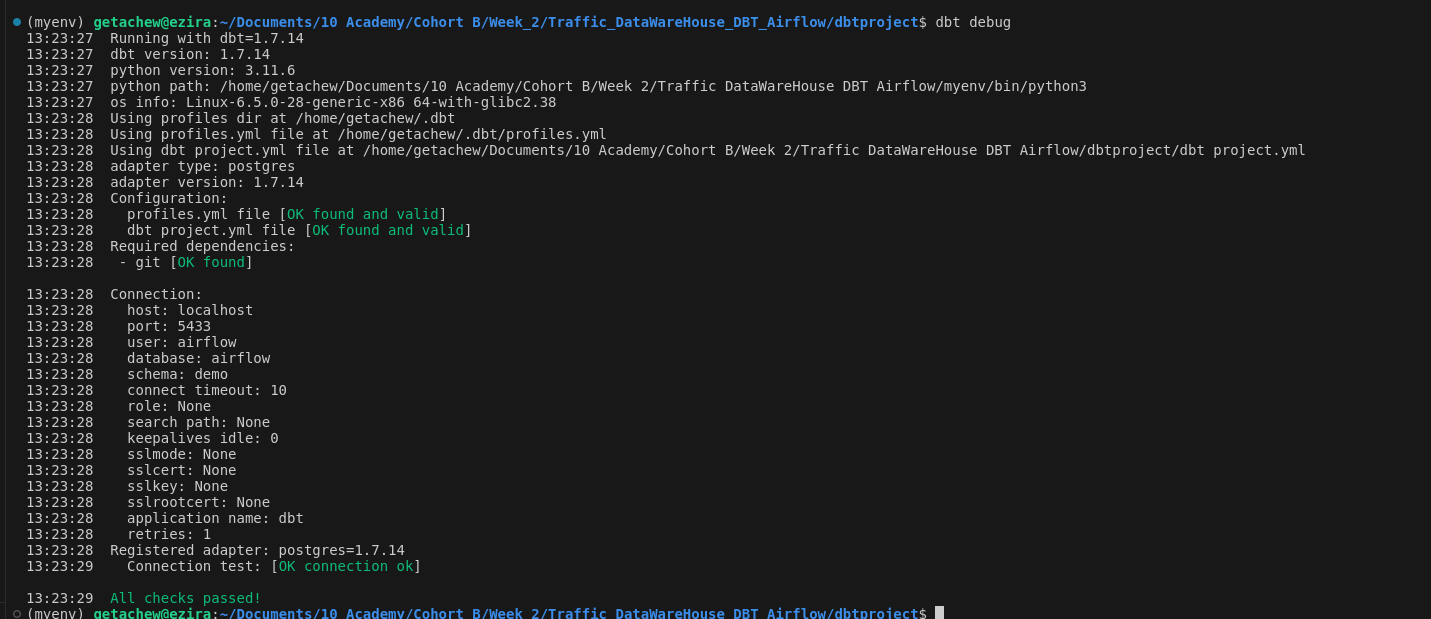 (myenv) getachew@ezira:~/Documents/10 Academy/Cohort B/Week_2/Traffic_DataWareHouse_DBT_Airflow/dbtproject$ dbt debug
13:23:27  Running with dbt=1.7.14
13:23:27  dbt version: 1.7.14
13:23:27  python version: 3.11.6
13:23:27  python path: /home/getachew/Documents/10 Academy/Cohort B/Week 2/Traffic DataWareHouse DBT Airflow/myenv/bin/python3
13:23:27  os info: Linux-6.5.0-28-generic-x86 64-with-glibc2.38
13:23:28  Using profiles dir at /home/getachew/.dbt
13:23:28  Using profiles.yml file at /home/getachew/.dbt/profiles.yml
13:23:28  Using dbt project.yml file at /home/getachew/Documents/10 Academy/Cohort B/Week 2/Traffic DataWareHouse DBT Airflow/dbtproject/dbt project.yml
13:23:28  adapter type: postgres
13:23:28  adapter version: 1.7.14
13:23:28  Configuration:
13:23:28    profiles.yml file [OK found and valid]
13:23:28    dbt project.yml file [OK found and valid]
13:23:28  Required dependencies:
13:23:28   - git [OK found]
13:23:28  Connection:
13:23:28    host: localhost
13:23:28    port: 5433
13:23:28    user: airflow
13:23:28    database: airflow
13:23:28    schema: demo
13:23:28    connect timeout: 10
13:23:28    role: None
13:23:28    search path: None
13:23:28    keepalives idle: 0
13:23:28    sslmode: None
13:23:28    sslcert: None
13:23:28    sslkey: None
13:23:28    sslrootcert: None
13:23:28    application name: dbt
13:23:28    retries: 1
13:23:28  Registered adapter: postgres=1.7.14
13:23:29    Connection test: [OK connection ok]
13:23:29  All checks passed!
(myenv) getachew@ezira:~/Documents/10 Academy/Cohort B/Week_2/Traffic_DataWareHouse_DBT_Airflow/dbtproject$